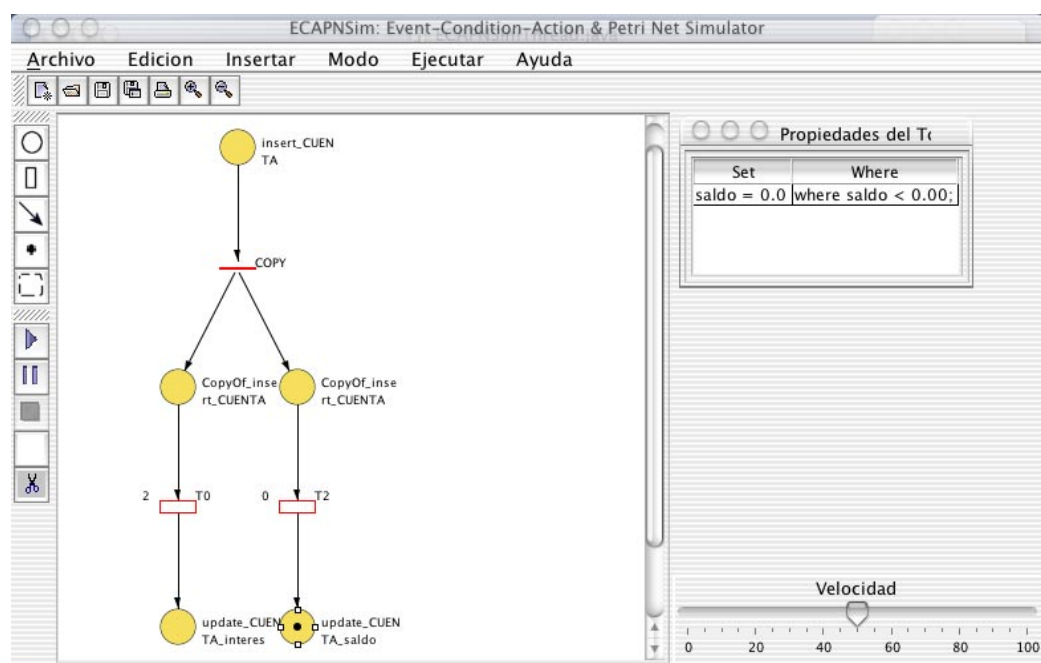 ECAPNSim: Event-Condition-Action & Petri Net Simulator
Archivo Edicion Insertar Modo Ejecutar Ayuda
insert_CUEN
TA
COPY
CopyOf_inse
rt_CUENTA
CopyOf_inse
rt_CUENTA
2 T0
0 T2
update_CUEN
TA_interes
update_CUEN
TA_saldo
Propiedades del To
Set Where
saldo = 0.0 where saldo < 0.00;
Velocidad
0 20 40 60 80 100